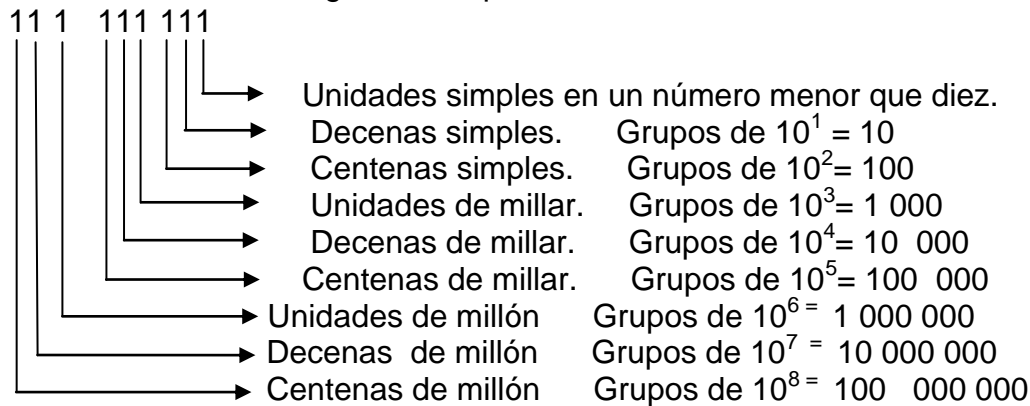 11 1 111 111
Unidades simples en un número menor que diez.
Decenas simples. Grupos de 10¹ = 10
Centenas simples. Grupos de 10²= 100
Unidades de millar. Grupos de 10³= 1 000
Decenas de millar. Grupos de 10⁴= 10 000
Centenas de millar. Grupos de 10⁵= 100 000
Unidades de millón Grupos de 10⁶ ⁼ 1 000 000
Decenas de millón Grupos de 10⁷ ⁼ 10 000 000
Centenas de millón Grupos de 10⁸ ⁼ 100 000 000